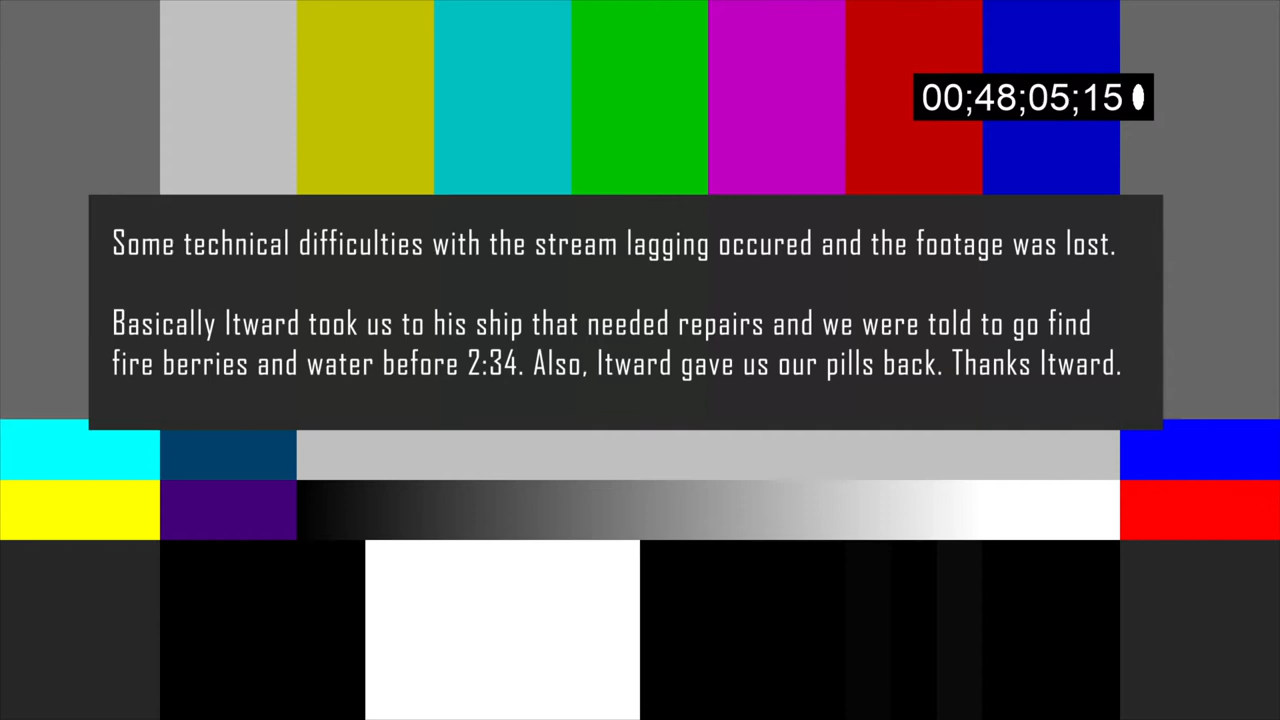 00;48;05;15
Some technical difficulties with the stream lagging occured and the footage was lost.
Basically Itward took us to his ship that needed repairs and we were told to go find
fire berries and water before 2:34. Also, Itward gave us our pills back. Thanks Itward.